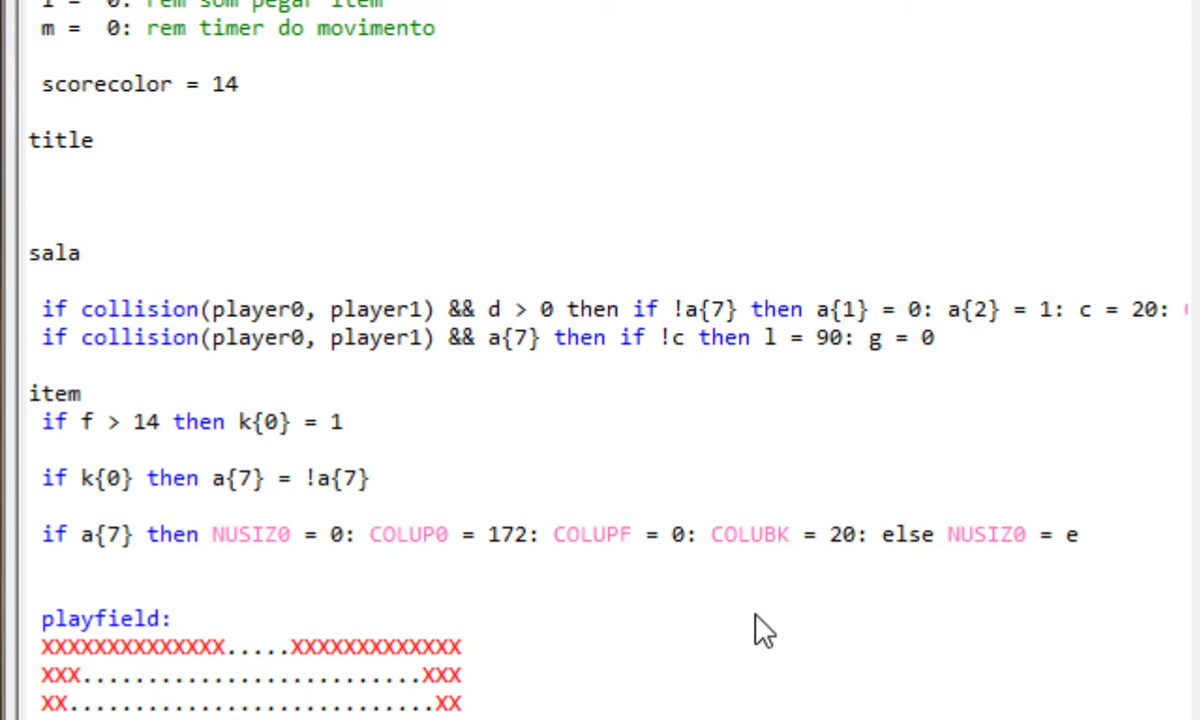 m =  0: rem timer do movimento
scorecolor = 14
title
sala
if collision(player0, player1) && d > 0 then if !a{7} then a{1} = 0: a{2} = 1: c = 20:
if collision(player0, player1) && a{7} then if !c then l = 90: g = 0
item
if f > 14 then k{0} = 1
if k{0} then a{7} = !a{7}
if a{7} then NUSIZ0 = 0: COLUP0 = 172: COLUPF = 0: COLUBK = 20: else NUSIZ0 = e
playfield:
XXXXXXXXXXXXXX.....XXXXXXXXXXXXX
XXX..........................XXX
XX............................XX